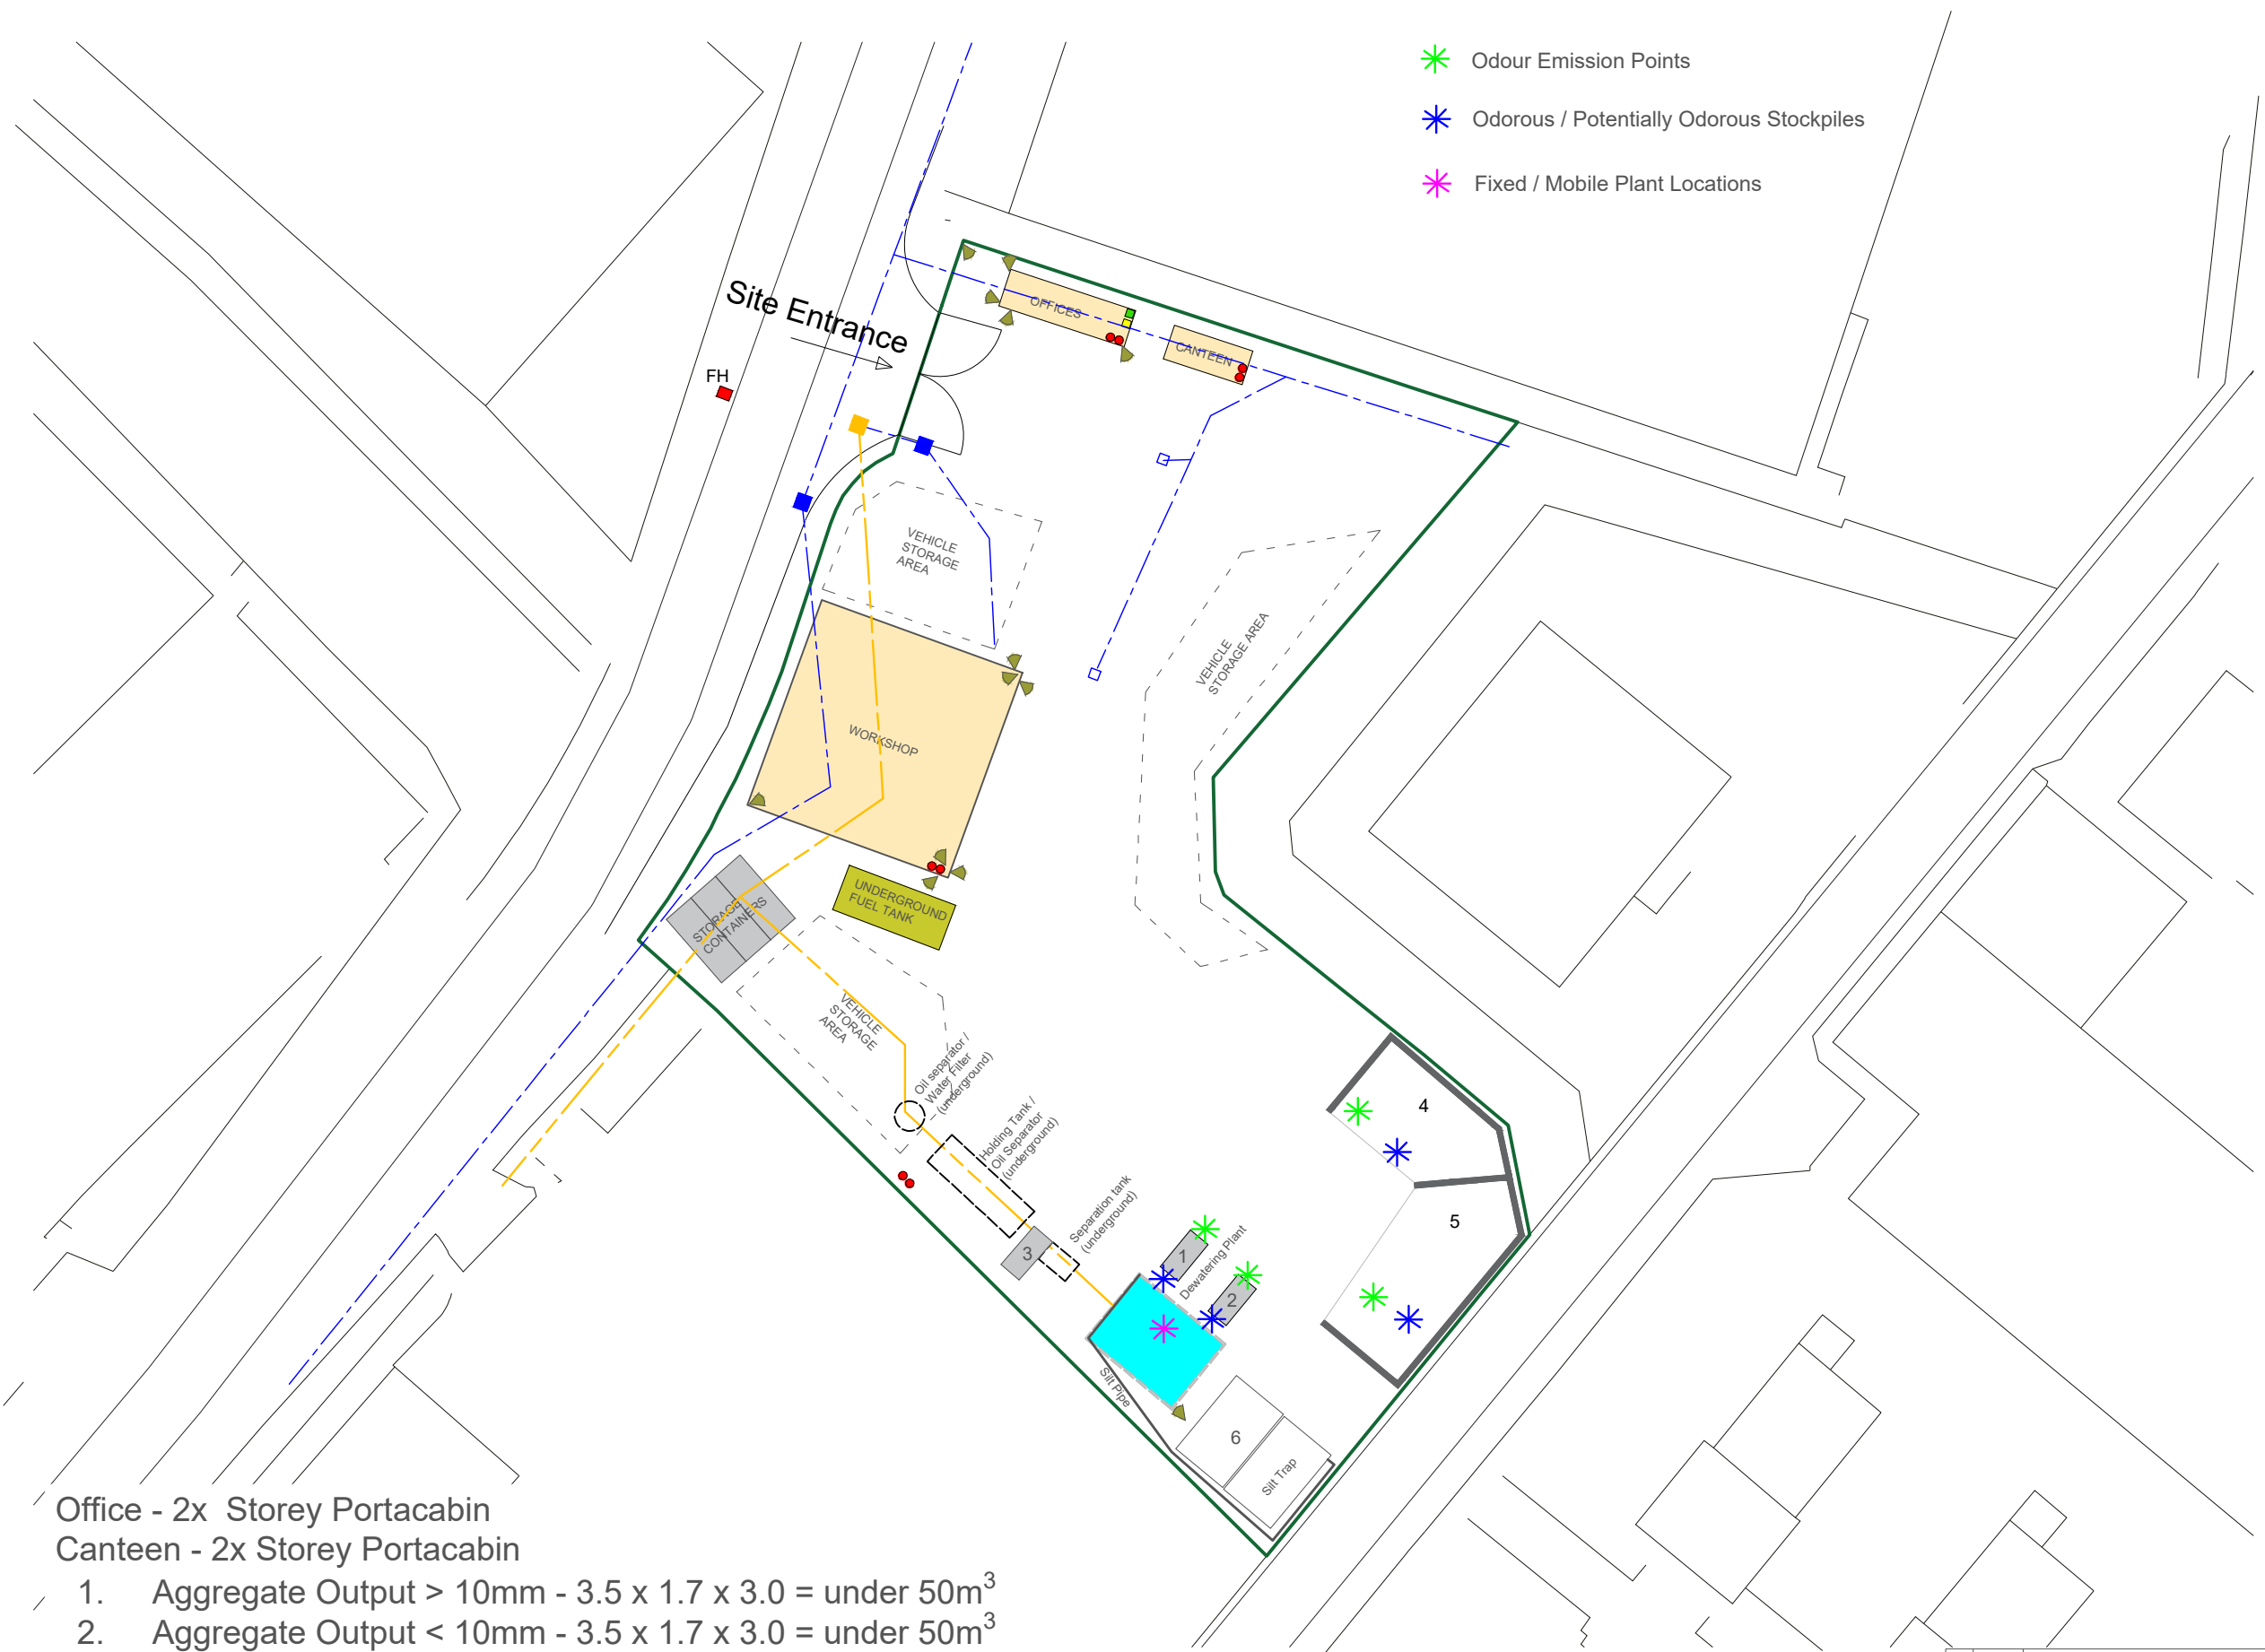 Odour Emission Points
Odorous / Potentially Odorous Stockpiles
Fixed / Mobile Plant Locations
Site Entrance
FH
OFFICES
CANTEEN
VEHICLE
STORAGE
AREA
VEHICLE
STORAGE AREA
WORKSHOP
UNDERGROUND
FUEL TANK
STORAGE
CONTAINERS
VEHICLE
STORAGE
AREA
Oil separator /
Water Filter
(underground)
Holding Tank /
Oil Separator
(underground)
Separation tank
(underground)
3
1
Dewatering Plant
2
4
5
Silt Pipe
6
Silt Trap
Office - 2x Storey Portacabin
Canteen - 2x Storey Portacabin
1. Aggregate Output > 10mm - 3.5 x 1.7 x 3.0 = under 50m³
2. Aggregate Output < 10mm - 3.5 x 1.7 x 3.0 = under 50m³